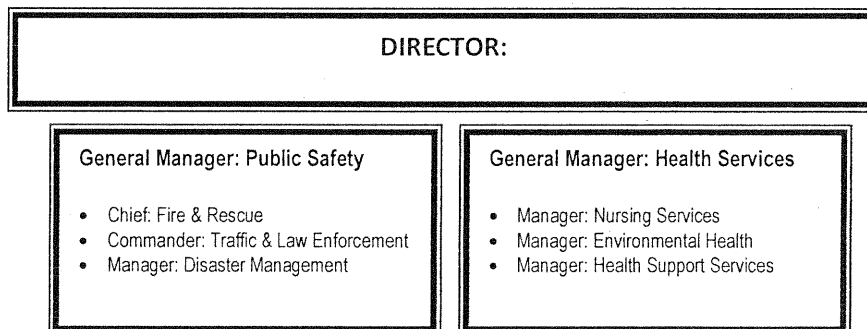 DIRECTOR:
General Manager: Public Safety
• Chief: Fire & Rescue
• Commander: Traffic & Law Enforcement
• Manager: Disaster Management
General Manager: Health Services
• Manager: Nursing Services
• Manager: Environmental Health
• Manager: Health Support Services